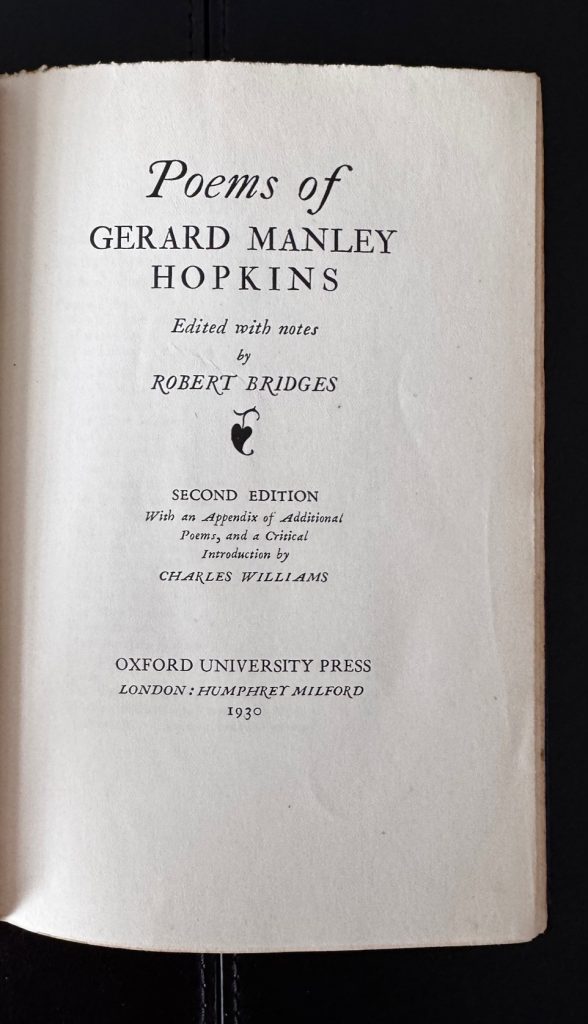 Poems of
GERARD MANLEY
HOPKINS
Edited with notes
by
ROBERT BRIDGES
SECOND EDITION
With an Appendix of Additional
Poems, and a Critical
Introduction by
CHARLES WILLIAMS
OXFORD UNIVERSITY PRESS
LONDON: HUMPHREY MILFORD
1930